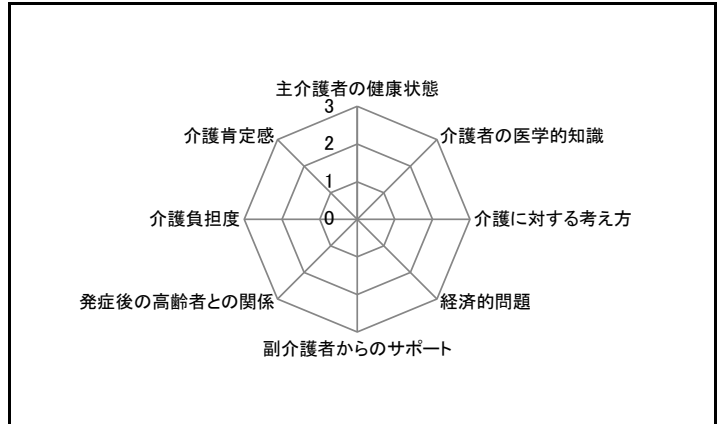 主介護者の健康状態
3
介護肯定感
介護者の医学的知識
2
1
介護負担度
0
介護に対する考え方
発症後の高齢者との関係
経済的問題
副介護者からのサポート